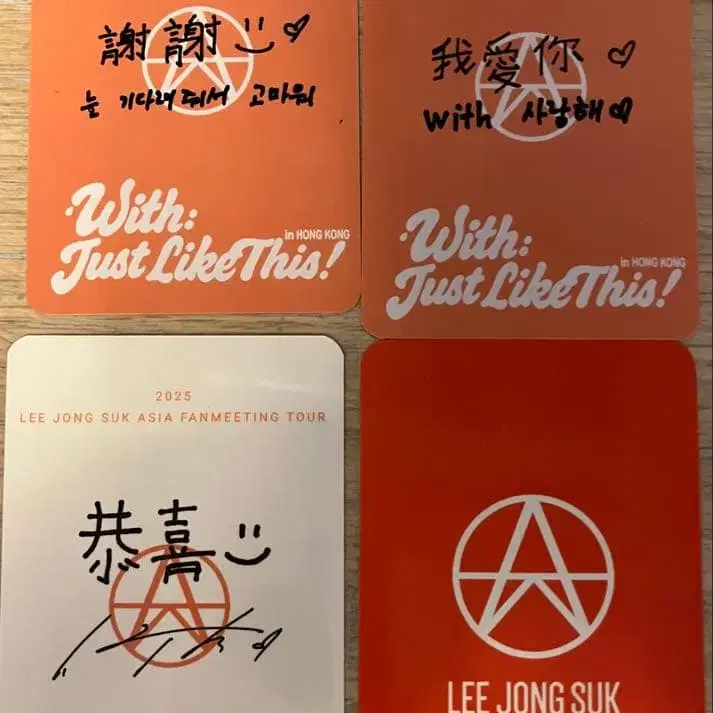 謝謝
늘 기다려줘서 고마워
With:
in HONG KONG
Just Like This!
我愛你
with 사랑해
With:
in HONG KONG
Just Like This!
2025
LEE JONG SUK ASIA FANMEETING TOUR
恭喜
LEE JONG SUK